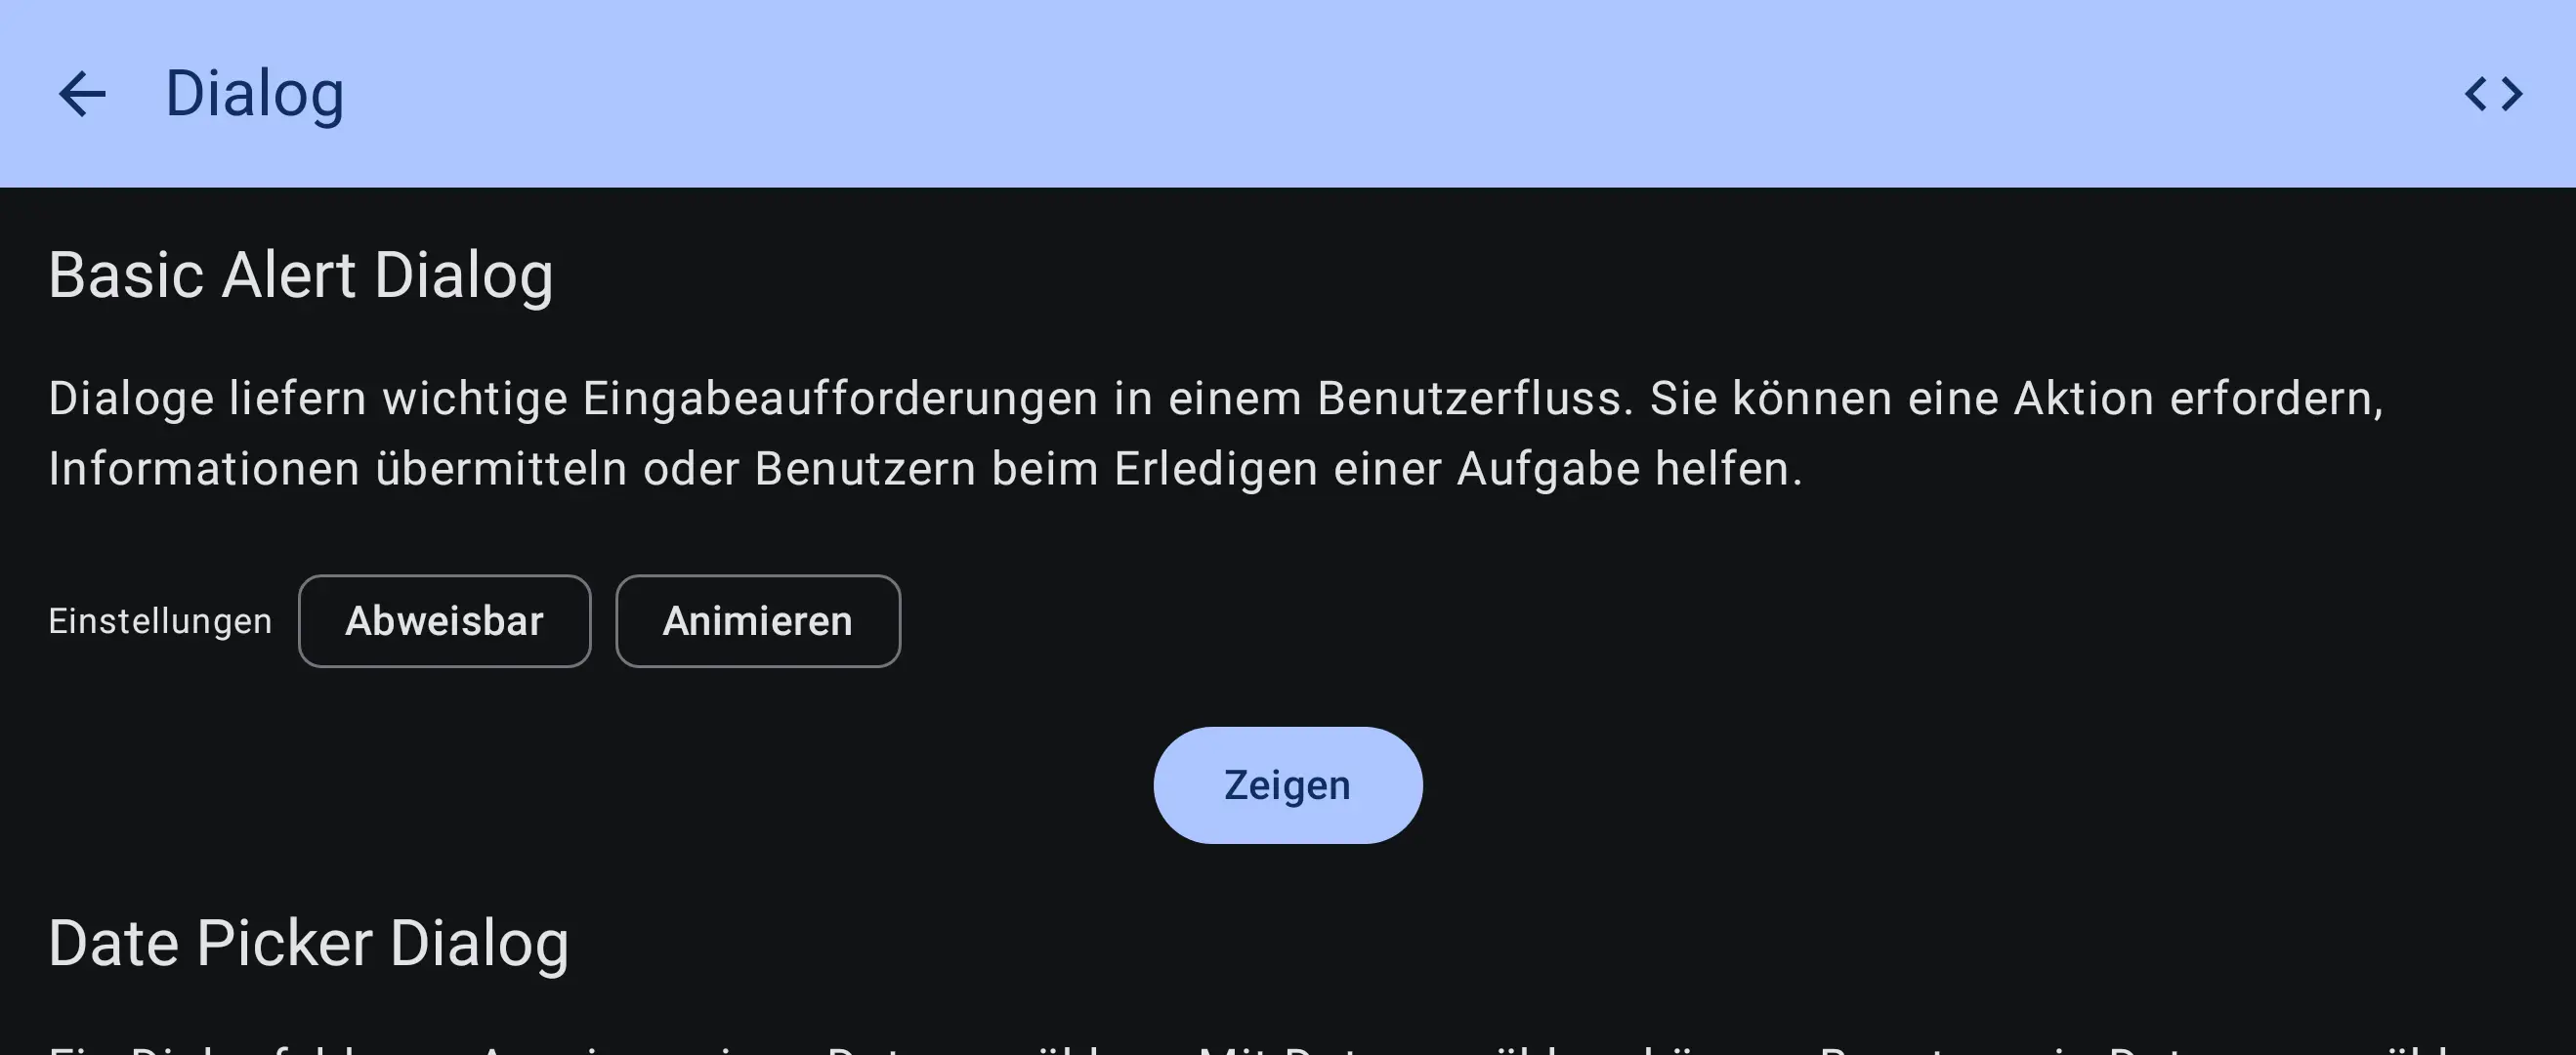 Dialog
Basic Alert Dialog
Dialoge liefern wichtige Eingabeaufforderungen in einem Benutzerfluss. Sie können eine Aktion erfordern,
Informationen übermitteln oder Benutzern beim Erledigen einer Aufgabe helfen.
Einstellungen Abweisbar Animieren
Zeigen
Date Picker Dialog